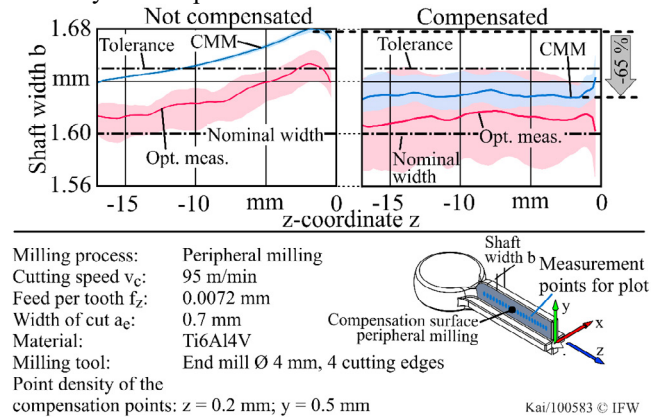 Not compensated Compensated
1.68
Tolerance CMM Tolerance CMM
-65 %
mm
Shaft width b
1.60
Nominal width Opt. meas.
Opt. meas. Nominal width
1.56
-15 -10 mm 0 -15 -10 mm 0
z-coordinate z
Milling process: Peripheral milling
Cutting speed vc: 95 m/min
Feed per tooth fz: 0.0072 mm
Width of cut ae: 0.7 mm
Material: Ti6Al4V
Milling tool: End mill Ø 4 mm, 4 cutting edges
Point density of the
compensation points: z = 0.2 mm; y = 0.5 mm
Shaft
width b
Measurement
points for plot
Compensation surface
peripheral milling
y
x
z
Kai/100583 © IFW